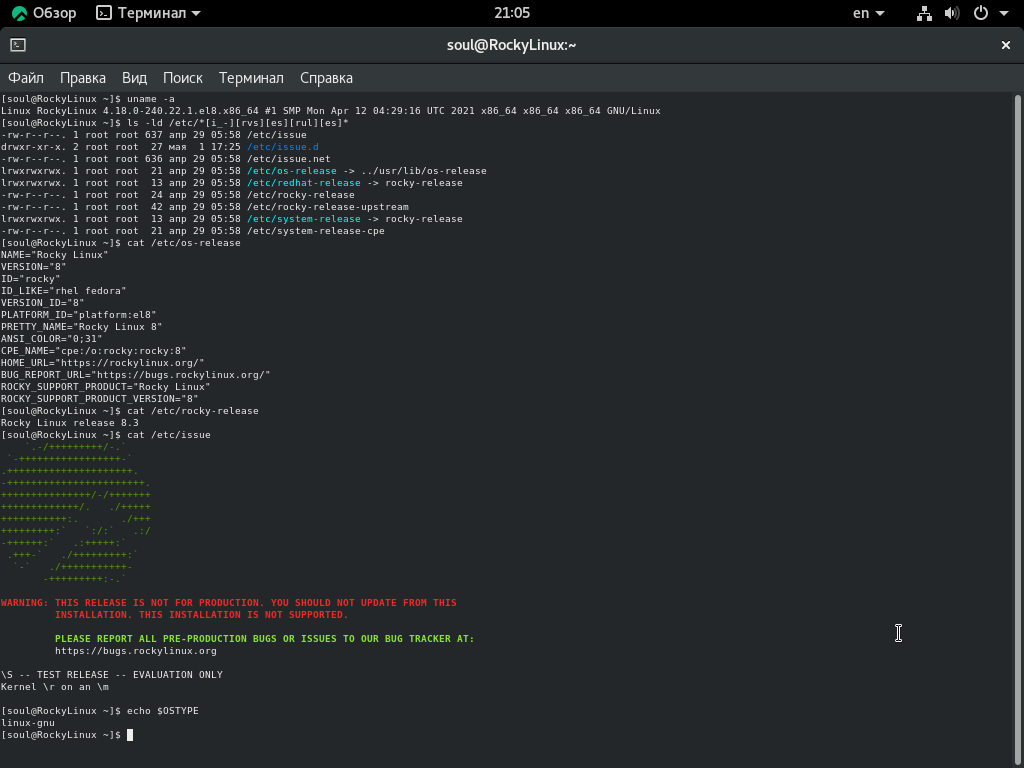 Обзор Терминал 21:05 en
soul@RockyLinux:~
Файл Правка Вид Поиск Терминал Справка
[soul@RockyLinux ~]$ uname -a
Linux RockyLinux 4.18.0-240.22.1.el8.x86_64 #1 SMP Mon Apr 12 04:29:16 UTC 2021 x86_64 x86_64 x86_64 GNU/Linux
[soul@RockyLinux ~]$ ls -ld /etc/*[i_-][rvs][es][rul][es]*
-rw-r--r--. 1 root root 637 апр 29 05:58 /etc/issue
drwxr-xr-x. 2 root root  27 мая  1 17:25 /etc/issue.d
-rw-r--r--. 1 root root 636 апр 29 05:58 /etc/issue.net
lrwxrwxrwx. 1 root root  21 апр 29 05:58 /etc/os-release -> ../usr/lib/os-release
lrwxrwxrwx. 1 root root  13 апр 29 05:58 /etc/redhat-release -> rocky-release
-rw-r--r--. 1 root root  24 апр 29 05:58 /etc/rocky-release
-rw-r--r--. 1 root root  42 апр 29 05:58 /etc/rocky-release-upstream
lrwxrwxrwx. 1 root root  13 апр 29 05:58 /etc/system-release -> rocky-release
-rw-r--r--. 1 root root  21 апр 29 05:58 /etc/system-release-cpe
[soul@RockyLinux ~]$ cat /etc/os-release
NAME="Rocky Linux"
VERSION="8"
ID="rocky"
ID_LIKE="rhel fedora"
VERSION_ID="8"
PLATFORM_ID="platform:el8"
PRETTY_NAME="Rocky Linux 8"
ANSI_COLOR="0;31"
CPE_NAME="cpe:/o:rocky:rocky:8"
HOME_URL="https://rockylinux.org/"
BUG_REPORT_URL="https://bugs.rockylinux.org/"
ROCKY_SUPPORT_PRODUCT="Rocky Linux"
ROCKY_SUPPORT_PRODUCT_VERSION="8"
[soul@RockyLinux ~]$ cat /etc/rocky-release
Rocky Linux release 8.3
[soul@RockyLinux ~]$ cat /etc/issue
    `.-/+++++++++/-.`
 `-+++++++++++++++++-`
.+++++++++++++++++++++.
-+++++++++++++++++++++++.
+++++++++++++++/-/+++++++
+++++++++++++/.   ./+++++
+++++++++++:.       ./+++
+++++++++:`   `:/:`   .:/
-++++++:`   .:+++++:`
 .+++-`   ./+++++++++:`
  `-`   ./+++++++++++-
       -+++++++++:-.`
WARNING: THIS RELEASE IS NOT FOR PRODUCTION. YOU SHOULD NOT UPDATE FROM THIS
INSTALLATION. THIS INSTALLATION IS NOT SUPPORTED.
PLEASE REPORT ALL PRE-PRODUCTION BUGS OR ISSUES TO OUR BUG TRACKER AT:
https://bugs.rockylinux.org
\S -- TEST RELEASE -- EVALUATION ONLY
Kernel \r on an \m
[soul@RockyLinux ~]$ echo $OSTYPE
linux-gnu
[soul@RockyLinux ~]$